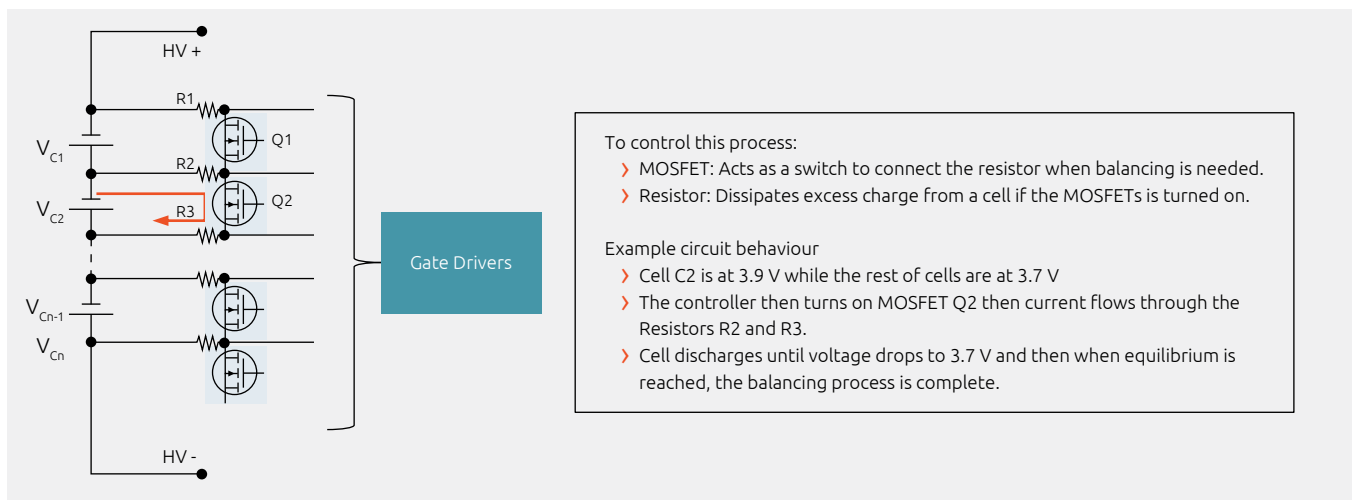 HV +
R1
Q1
V_C1
R2
Q2
V_C2
R3
V_Cn-1
V_Cn
HV -
Gate Drivers
To control this process:
❯ MOSFET: Acts as a switch to connect the resistor when balancing is needed.
❯ Resistor: Dissipates excess charge from a cell if the MOSFETs is turned on.
Example circuit behaviour
❯ Cell C2 is at 3.9 V while the rest of cells are at 3.7 V
❯ The controller then turns on MOSFET Q2 then current flows through the
Resistors R2 and R3.
❯ Cell discharges until voltage drops to 3.7 V and then when equilibrium is
reached, the balancing process is complete.